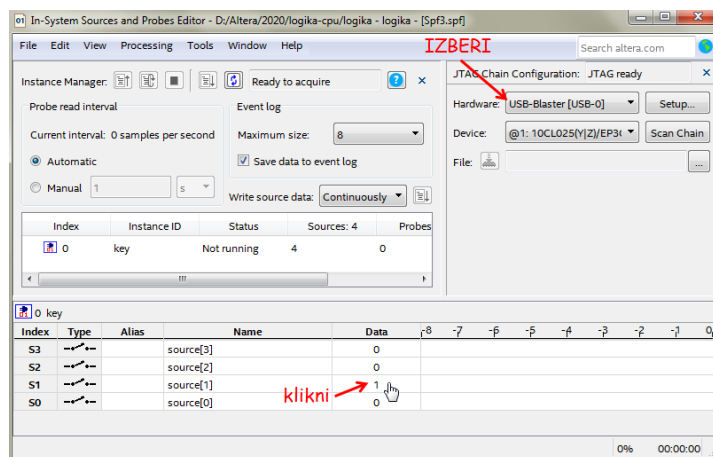 In-System Sources and Probes Editor - D:/Altera/2020/logika-cpu/logika - logika - [Spf3.spf]
File Edit View Processing Tools Window Help
IZBERI
Search altera.com
Instance Manager: Ready to acquire
JTAG Chain Configuration: JTAG ready
Probe read interval
Event log
Hardware: USB-Blaster [USB-0] Setup...
Current interval: 0 samples per second
Maximum size: 8
Device: @1: 10CL025(Y|Z)/EP3( Scan Chain
Automatic
Save data to event log
File: ...
Manual 1 s
Write source data: Continuously
Index Instance ID Status Sources: 4 Probes
0 key Not running 4 0
0 key
Index Type Alias Name Data -8 -7 -6 -5 -4 -3 -2 -1 0
S3 source[3] 0
S2 source[2] 0
S1 source[1] 1
klikni
S0 source[0] 0
0% 00:00:00